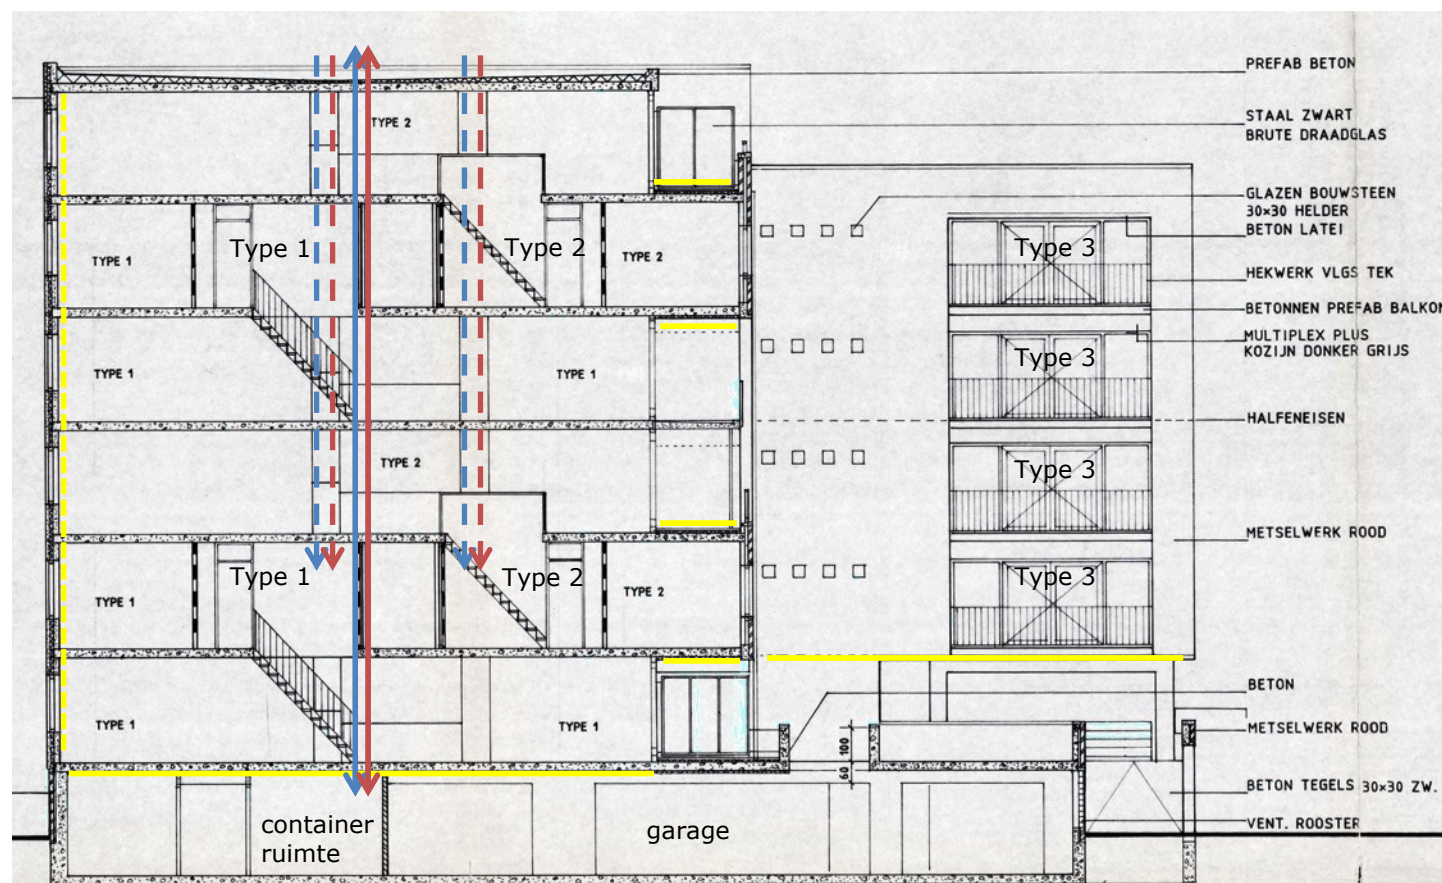 PREFAB BETON
STAAL ZWART
BRUTE DRAADGLAS
TYPE 2
GLAZEN BOUWSTEEN
30×30 HELDER
BETON LATEI
Type 1
Type 2
Type 3
TYPE 1
TYPE 2
HEKWERK VLGS TEK
BETONNEN PREFAB BALKON
MULTIPLEX PLUS
KOZIJN DONKER GRIJS
Type 3
TYPE 1
TYPE 1
HALFENEISEN
TYPE 2
Type 3
METSELWERK ROOD
Type 1
Type 2
Type 3
TYPE 1
TYPE 2
BETON
TYPE 1
TYPE 1
METSELWERK ROOD
100
60
BETON TEGELS 30×30 ZW.
container
ruimte
garage
VENT. ROOSTER